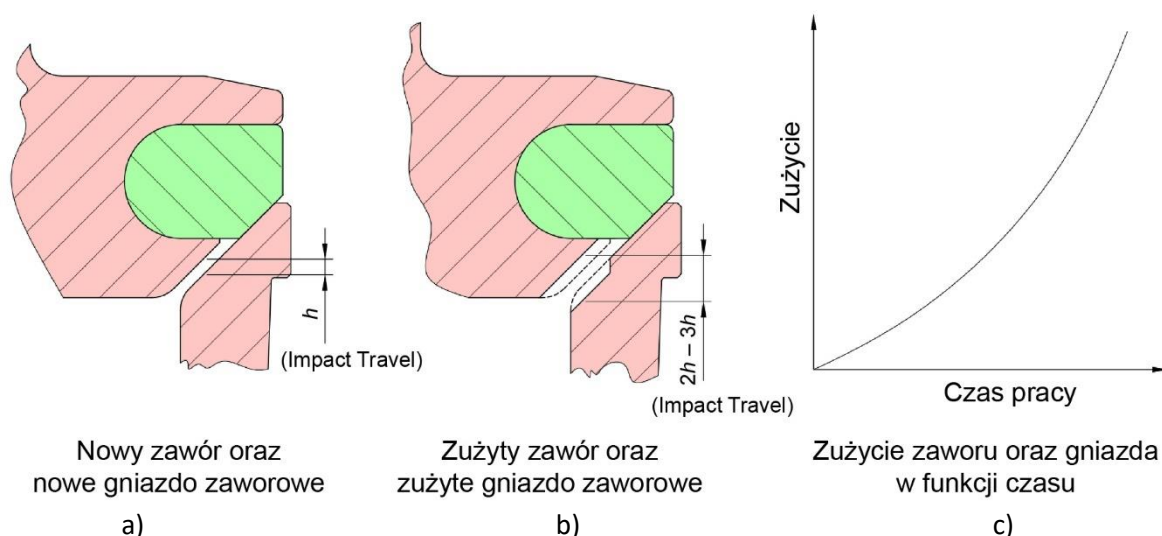 h
(Impact Travel)
Nowy zawór oraz
nowe gniazdo zaworowe
a)
2h – 3h
(Impact Travel)
Zużyty zawór oraz
zużyte gniazdo zaworowe
b)
Zużycie
Czas pracy
Zużycie zaworu oraz gniazda
w funkcji czasu
c)